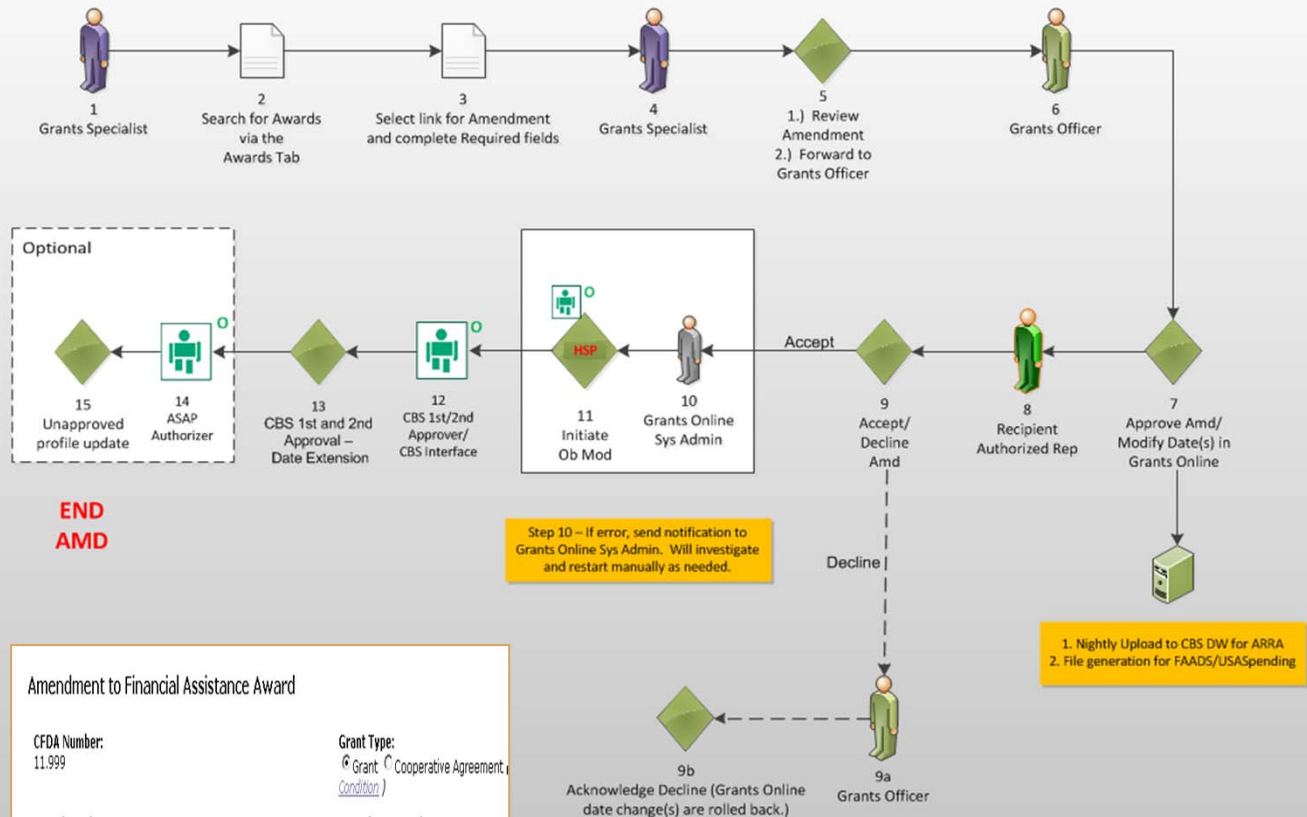 1
Grants Specialist
2
Search for Awards
via the
Awards Tab
3
Select link for Amendment
and complete Required fields
4
Grants Specialist
5
1.) Review
Amendment
2.) Forward to
Grants Officer
6
Grants Officer
7
Approve Amd/
Modify Date(s) in
Grants Online
8
Recipient
Authorized Rep
9
Accept/
Decline
Amd
Accept
10
Grants Online
Sys Admin
O
HSP
11
Initiate
Ob Mod
O
12
CBS 1st/2nd
Approver/
CBS Interface
13
CBS 1st and 2nd
Approval –
Date Extension
Optional
O
14
ASAP
Authorizer
15
Unapproved
profile update
END
AMD
Step 10 – If error, send notification to
Grants Online Sys Admin. Will investigate
and restart manually as needed.
Decline
1. Nightly Upload to CBS DW for ARRA
2. File generation for FAADS/USASpending
9a
Grants Officer
9b
Acknowledge Decline (Grants Online
date change(s) are rolled back.)
Amendment to Financial Assistance Award
CFDA Number:
11.999
Grant Type:
Grant Cooperative Agreement
Condition )